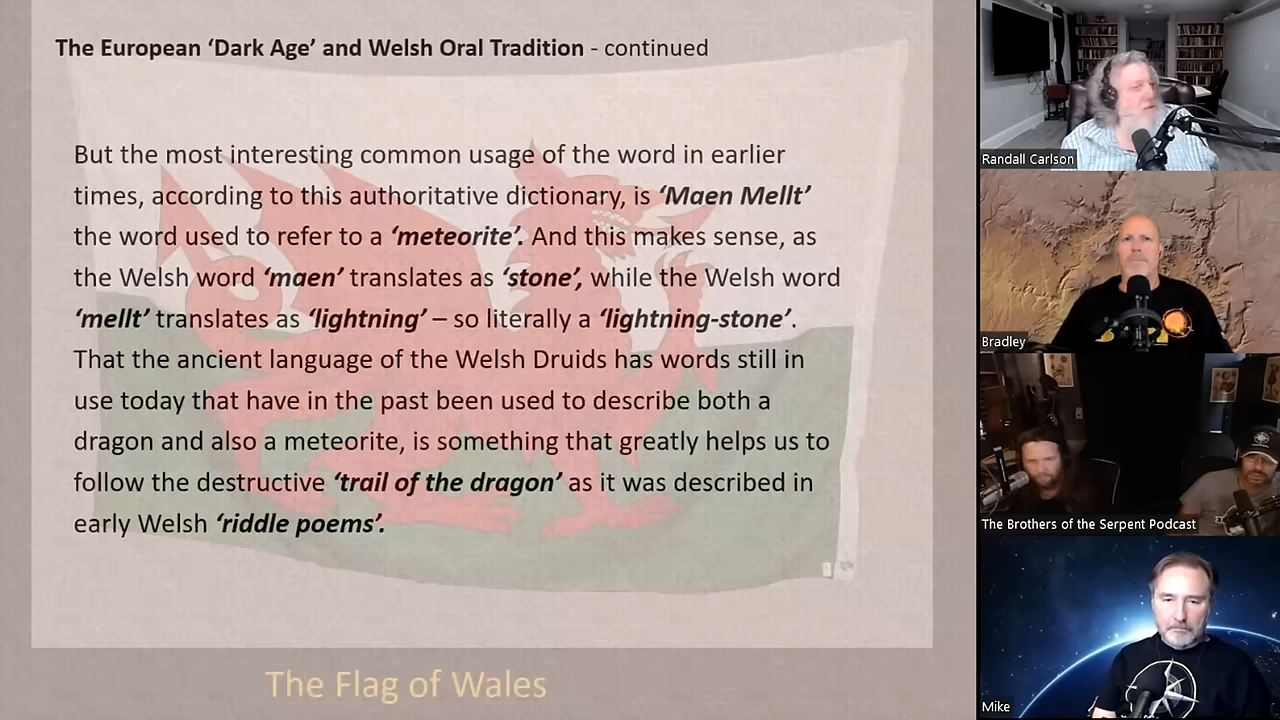 The European ‘Dark Age’ and Welsh Oral Tradition - continued
But the most interesting common usage of the word in earlier
times, according to this authoritative dictionary, is ‘Maen Mellt’
the word used to refer to a ‘meteorite’. And this makes sense, as
the Welsh word ‘maen’ translates as ‘stone’, while the Welsh word
‘mellt’ translates as ‘lightning’ – so literally a ‘lightning-stone’.
That the ancient language of the Welsh Druids has words still in
use today that have in the past been used to describe both a
dragon and also a meteorite, is something that greatly helps us to
follow the destructive ‘trail of the dragon’ as it was described in
early Welsh ‘riddle poems’.
The Flag of Wales
Randall Carlson
Bradley
The Brothers of the Serpent Podcast
Mike